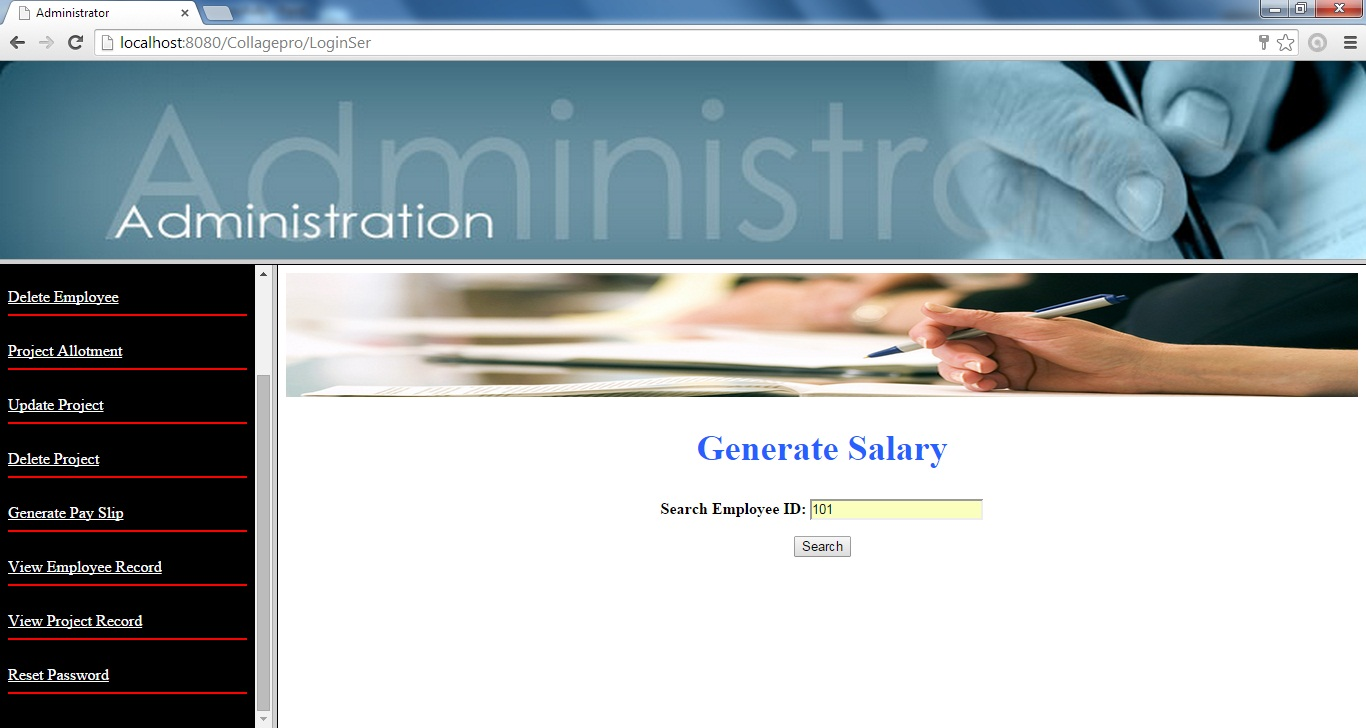 Administrator
localhost:8080/Collagepro/LoginSer
Administration
Delete Employee
Project Allotment
Update Project
Delete Project
Generate Pay Slip
View Employee Record
View Project Record
Reset Password
Generate Salary
Search Employee ID: 101
Search